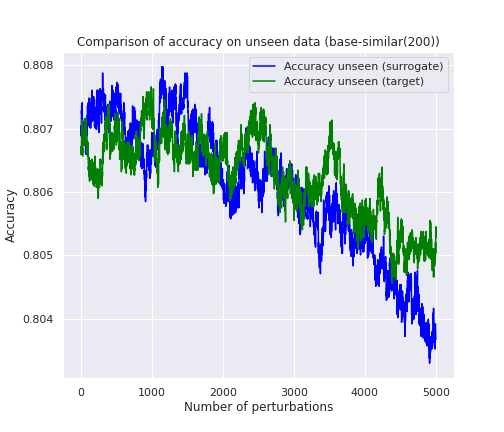 Comparison of accuracy on unseen data (base-similar(200))
Accuracy unseen (surrogate)
Accuracy unseen (target)
0.808
0.807
0.806
0.805
0.804
Accuracy
0 1000 2000 3000 4000 5000
Number of perturbations